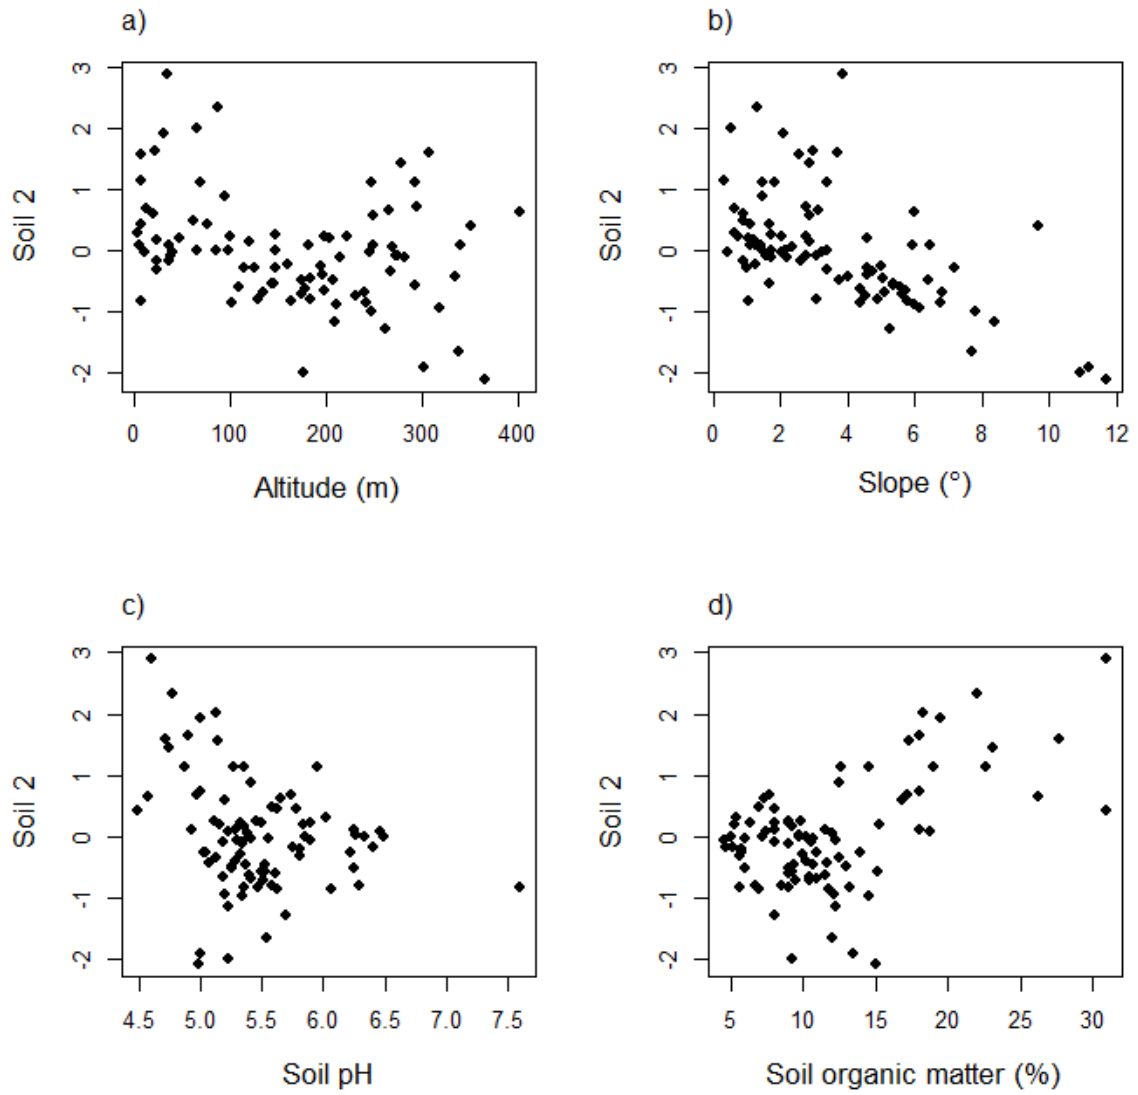 a)
Soil 2
3
2
1
0
-1
-2
0 100 200 300 400
Altitude (m)
b)
Soil 2
3
2
1
0
-1
-2
0 2 4 6 8 10 12
Slope (°)
c)
Soil 2
3
2
1
0
-1
-2
4.5 5.0 5.5 6.0 6.5 7.0 7.5
Soil pH
d)
Soil 2
3
2
1
0
-1
-2
5 10 15 20 25 30
Soil organic matter (%)